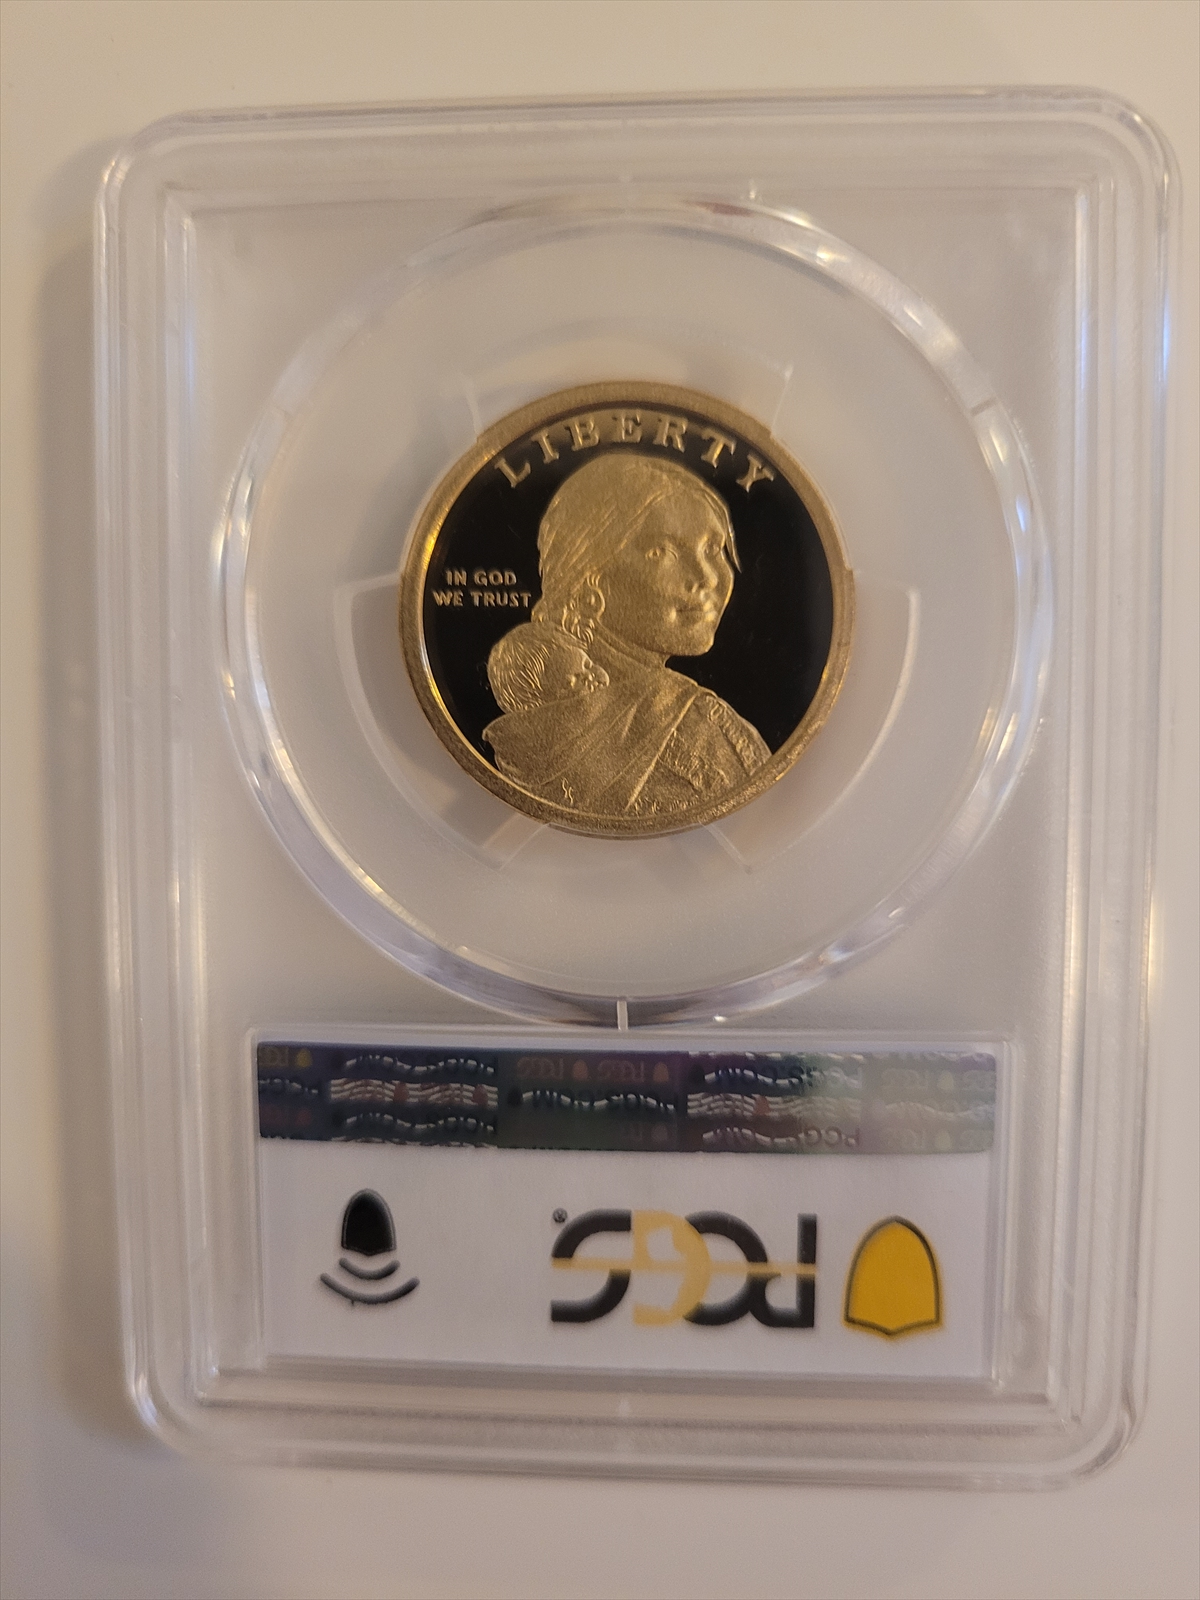 LIBERTY
IN GOD
WE TRUST
PCGS®